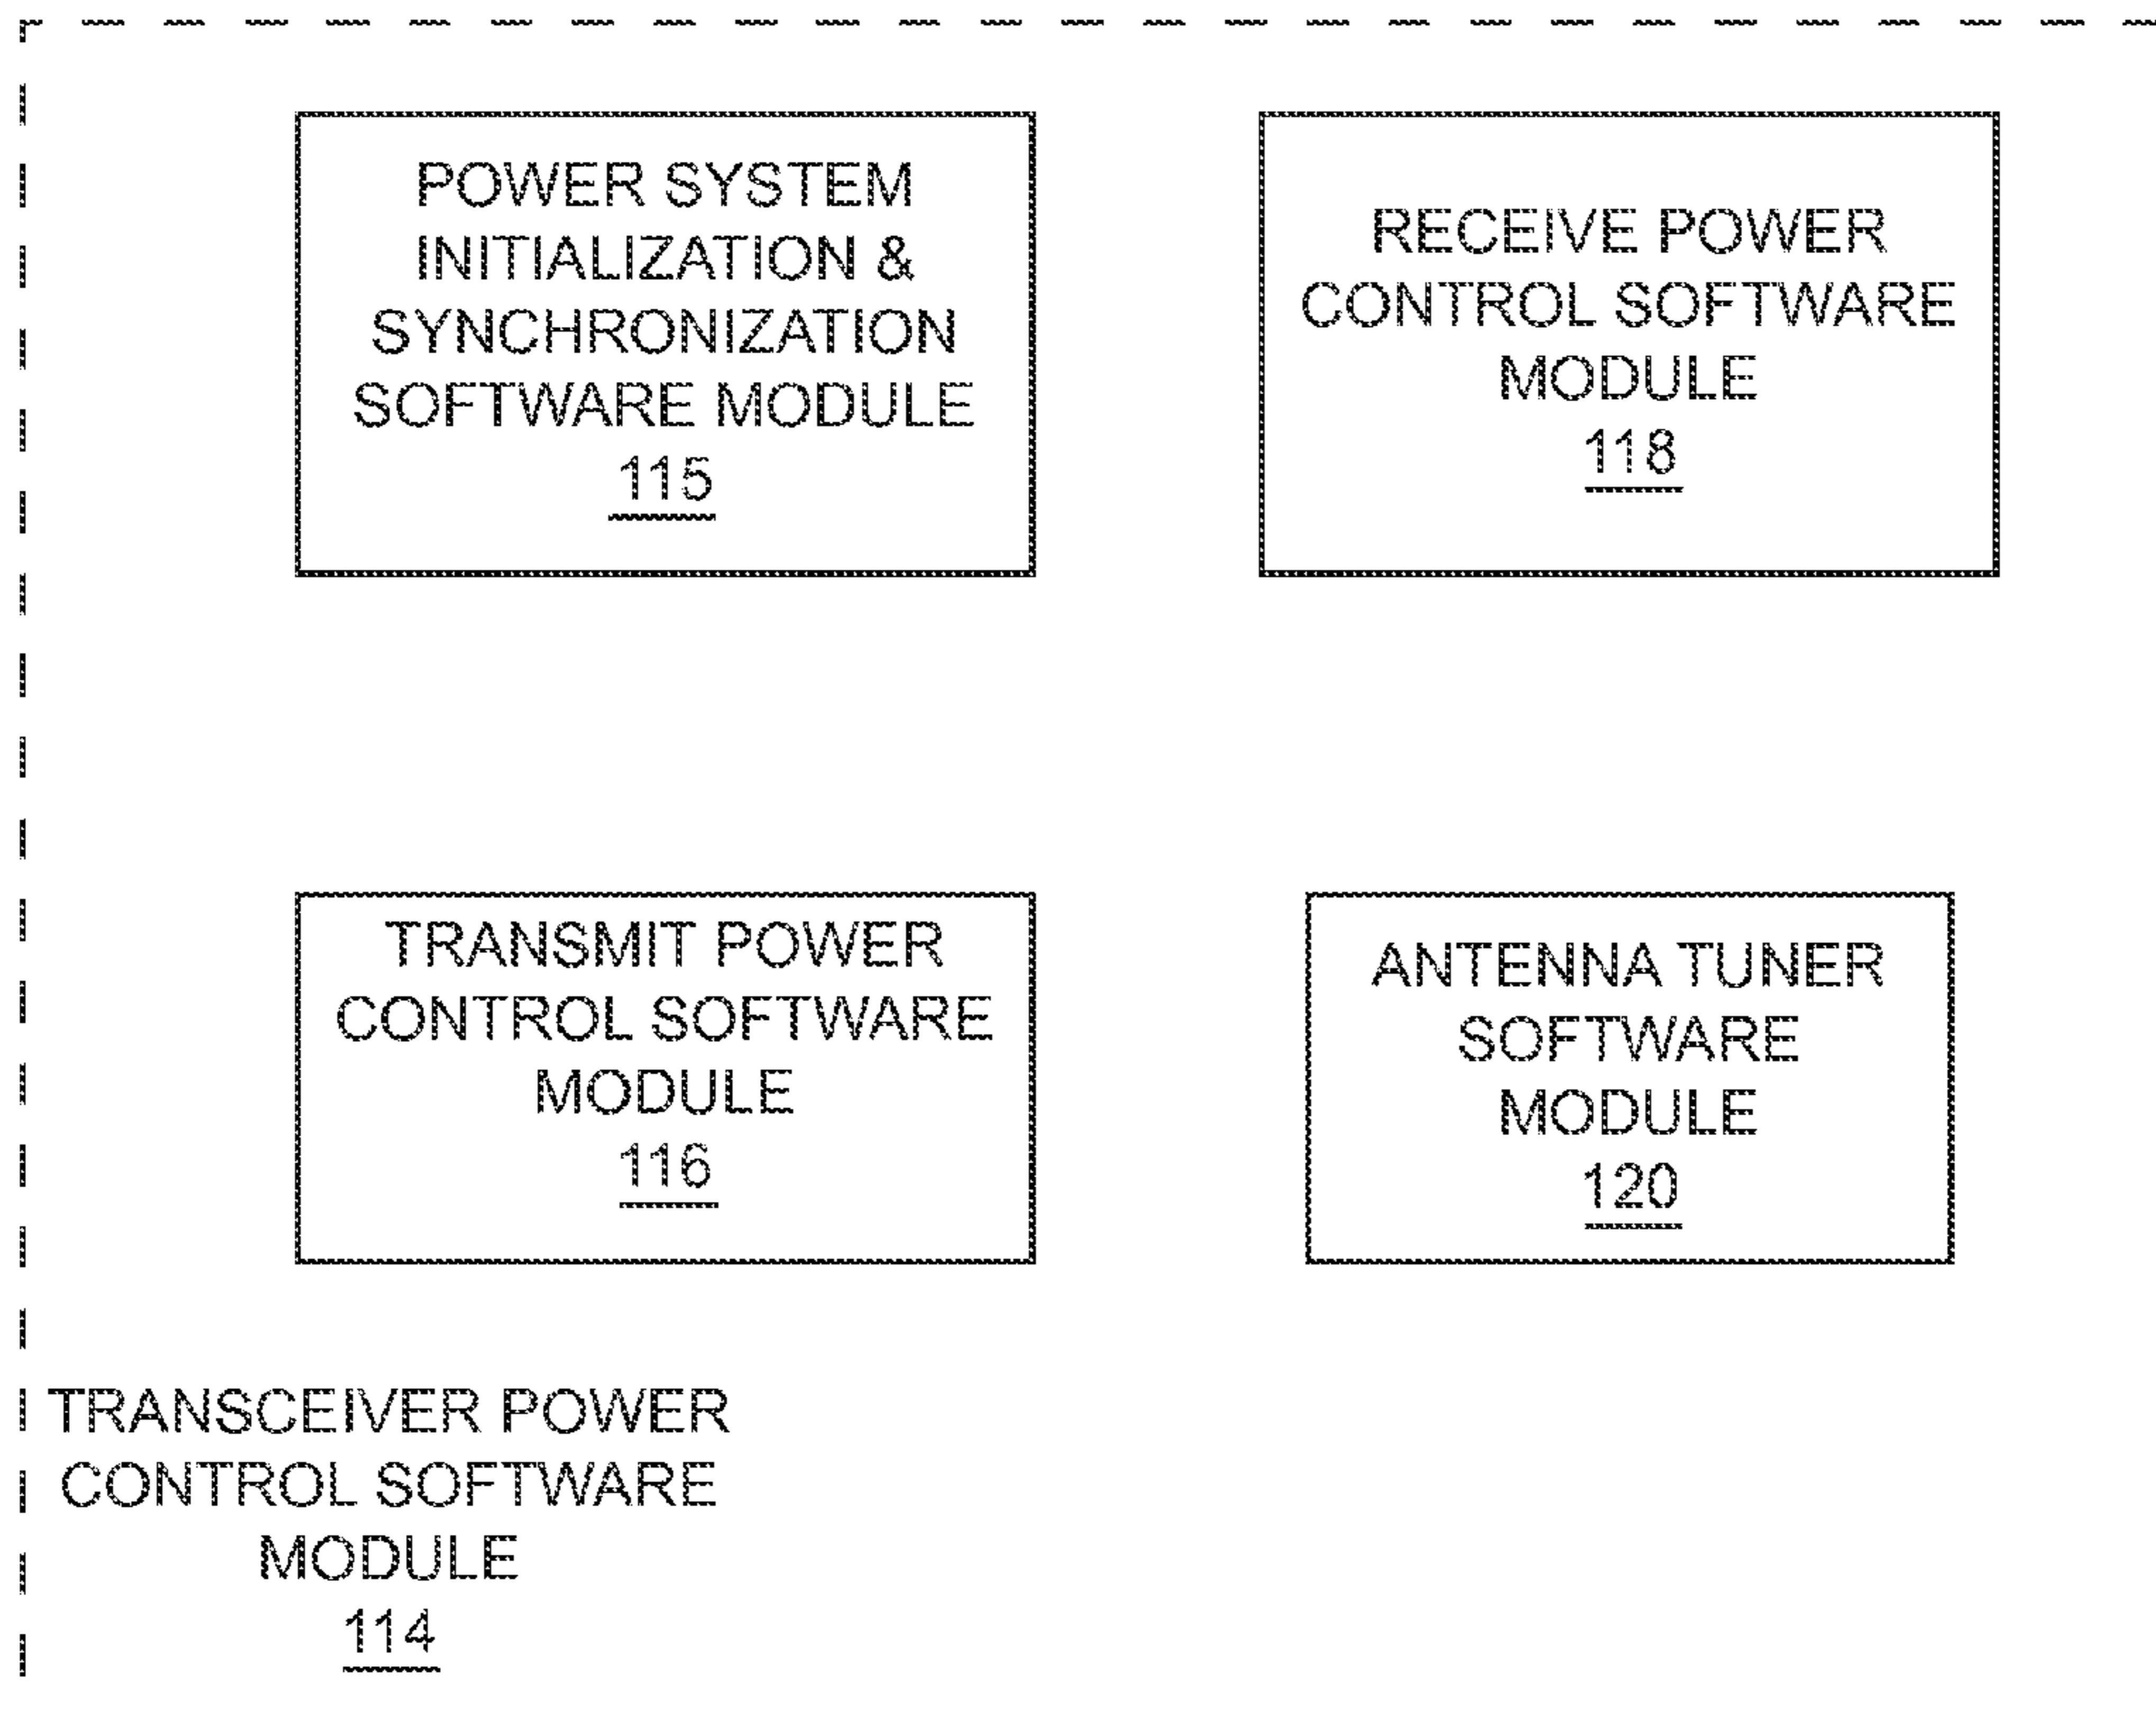 POWER SYSTEM
INITIALIZATION &
SYNCHRONIZATION
SOFTWARE MODULE
115
RECEIVE POWER
CONTROL SOFTWARE
MODULE
118
TRANSMIT POWER
CONTROL SOFTWARE
MODULE
116
ANTENNA TUNER
SOFTWARE
MODULE
120
TRANSCEIVER POWER
CONTROL SOFTWARE
MODULE
114